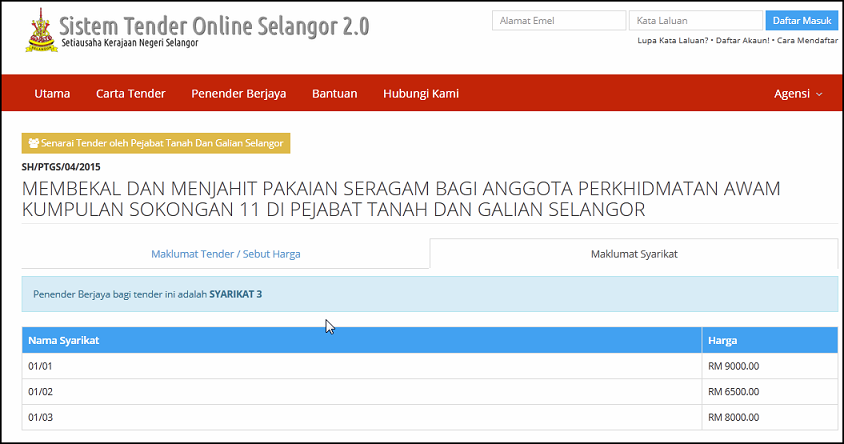 Sistem Tender Online Selangor 2.0
Setiausaha Kerajaan Negeri Selangor
Alamat Emel
Kata Laluan
Daftar Masuk
Lupa Kata Laluan? • Daftar Akaun! • Cara Mendaftar
Utama
Carta Tender
Penender Berjaya
Bantuan
Hubungi Kami
Agensi
Senarai Tender oleh Pejabat Tanah Dan Galian Selangor
SH/PTGS/04/2015
MEMBEKAL DAN MENJAHIT PAKAIAN SERAGAM BAGI ANGGOTA PERKHIDMATAN AWAM
KUMPULAN SOKONGAN 11 DI PEJABAT TANAH DAN GALIAN SELANGOR
Maklumat Tender / Sebut Harga
Maklumat Syarikat
Penender Berjaya bagi tender ini adalah SYARIKAT 3
Nama Syarikat
Harga
01/01
RM 9000.00
01/02
RM 6500.00
01/03
RM 8000.00